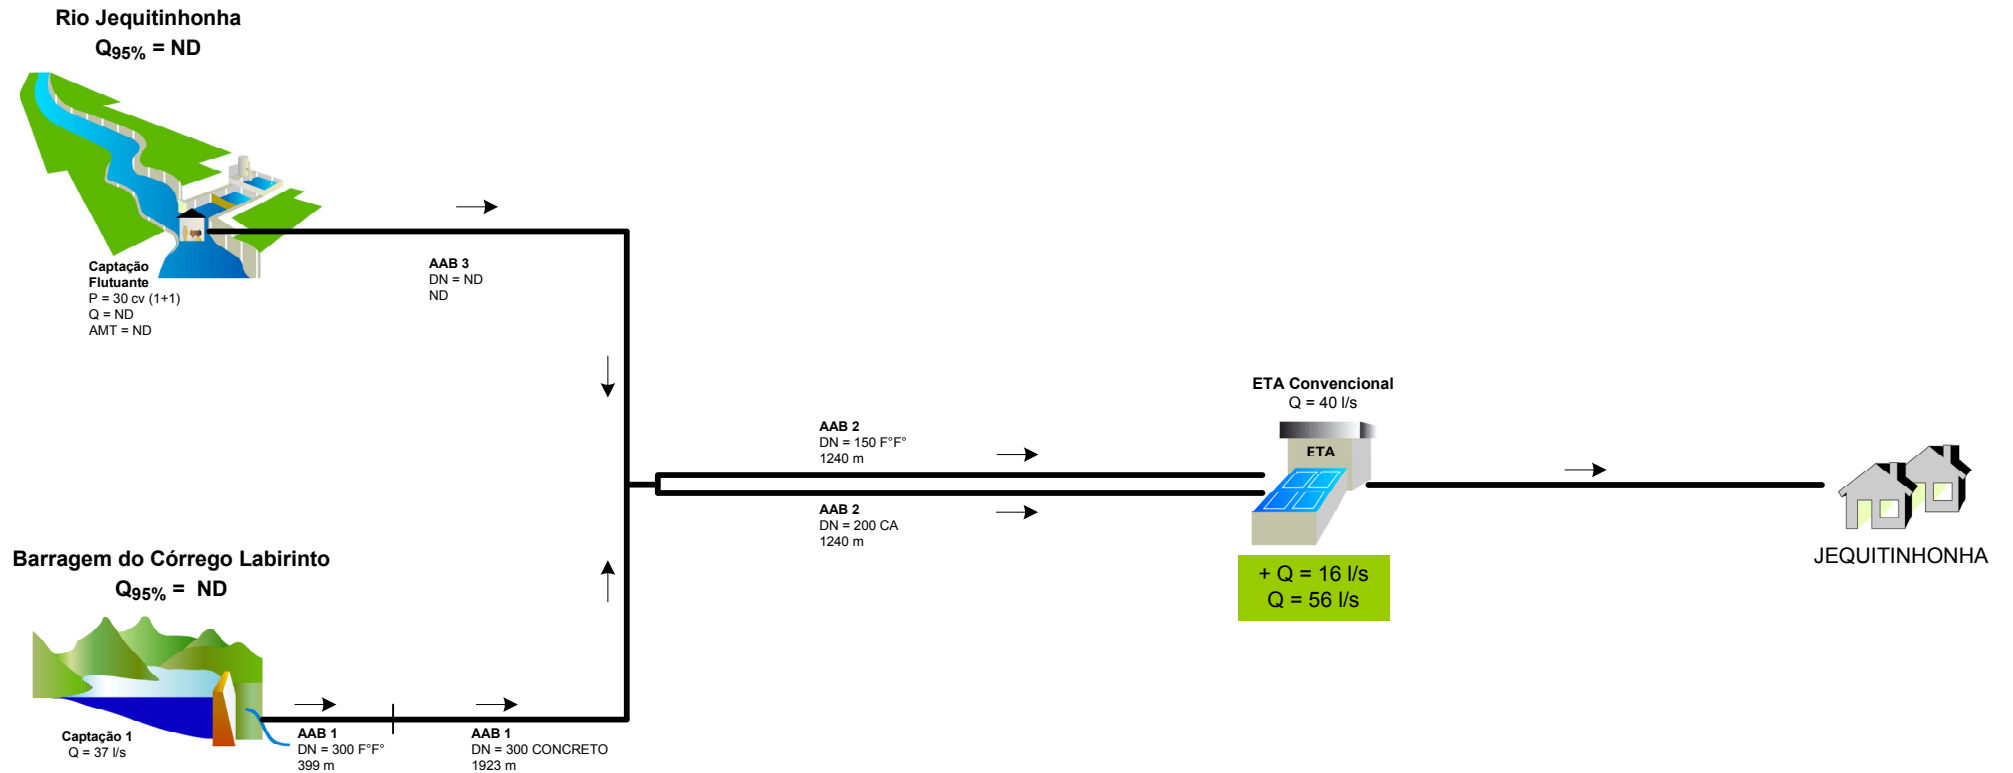 Rio Jequitinhonha
Q95% = ND
Captação
Flutuante
P = 30 cv (1+1)
Q = ND
AMT = ND
AAB 3
DN = ND
ND
AAB 2
DN = 150 F°F°
1240 m
AAB 2
DN = 200 CA
1240 m
ETA Convencional
Q = 40 l/s
ETA
+ Q = 16 l/s
Q = 56 l/s
JEQUITINHONHA
Barragem do Córrego Labirinto
Q95% = ND
Captação 1
Q = 37 l/s
AAB 1
DN = 300 F°F°
399 m
AAB 1
DN = 300 CONCRETO
1923 m